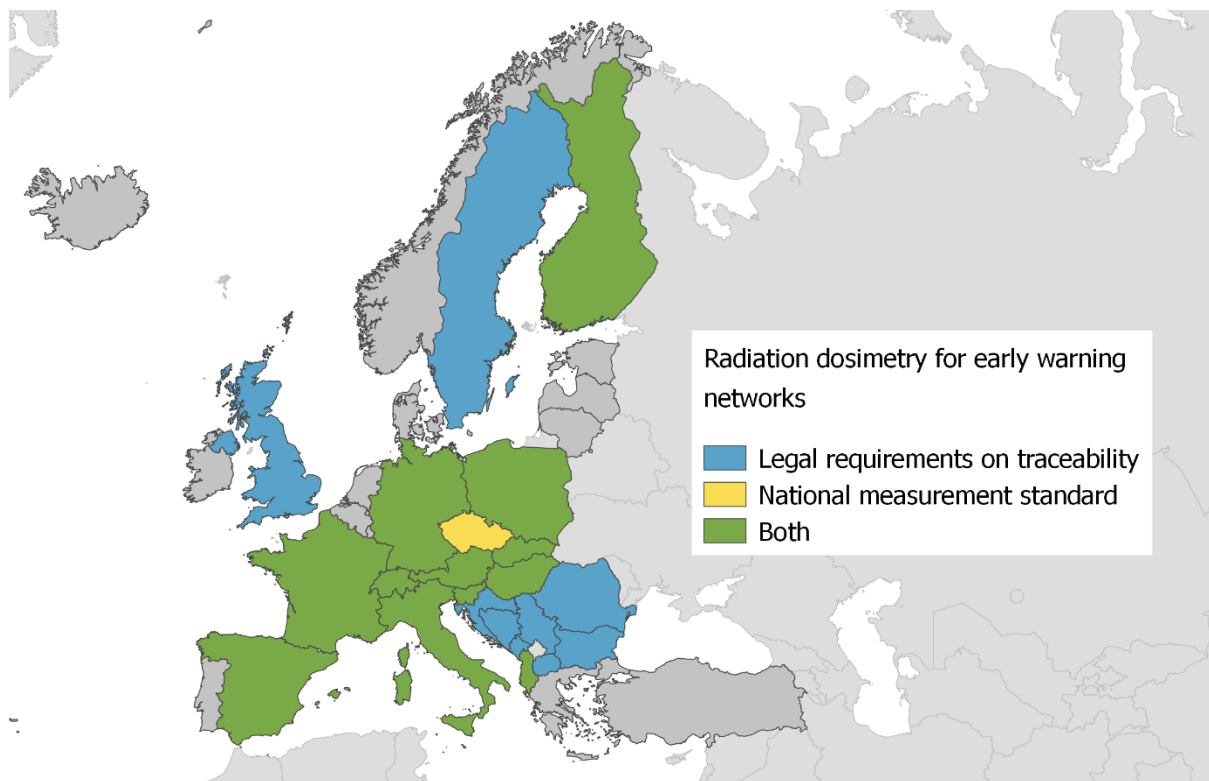 Radiation dosimetry for early warning
networks
Legal requirements on traceability
National measurement standard
Both